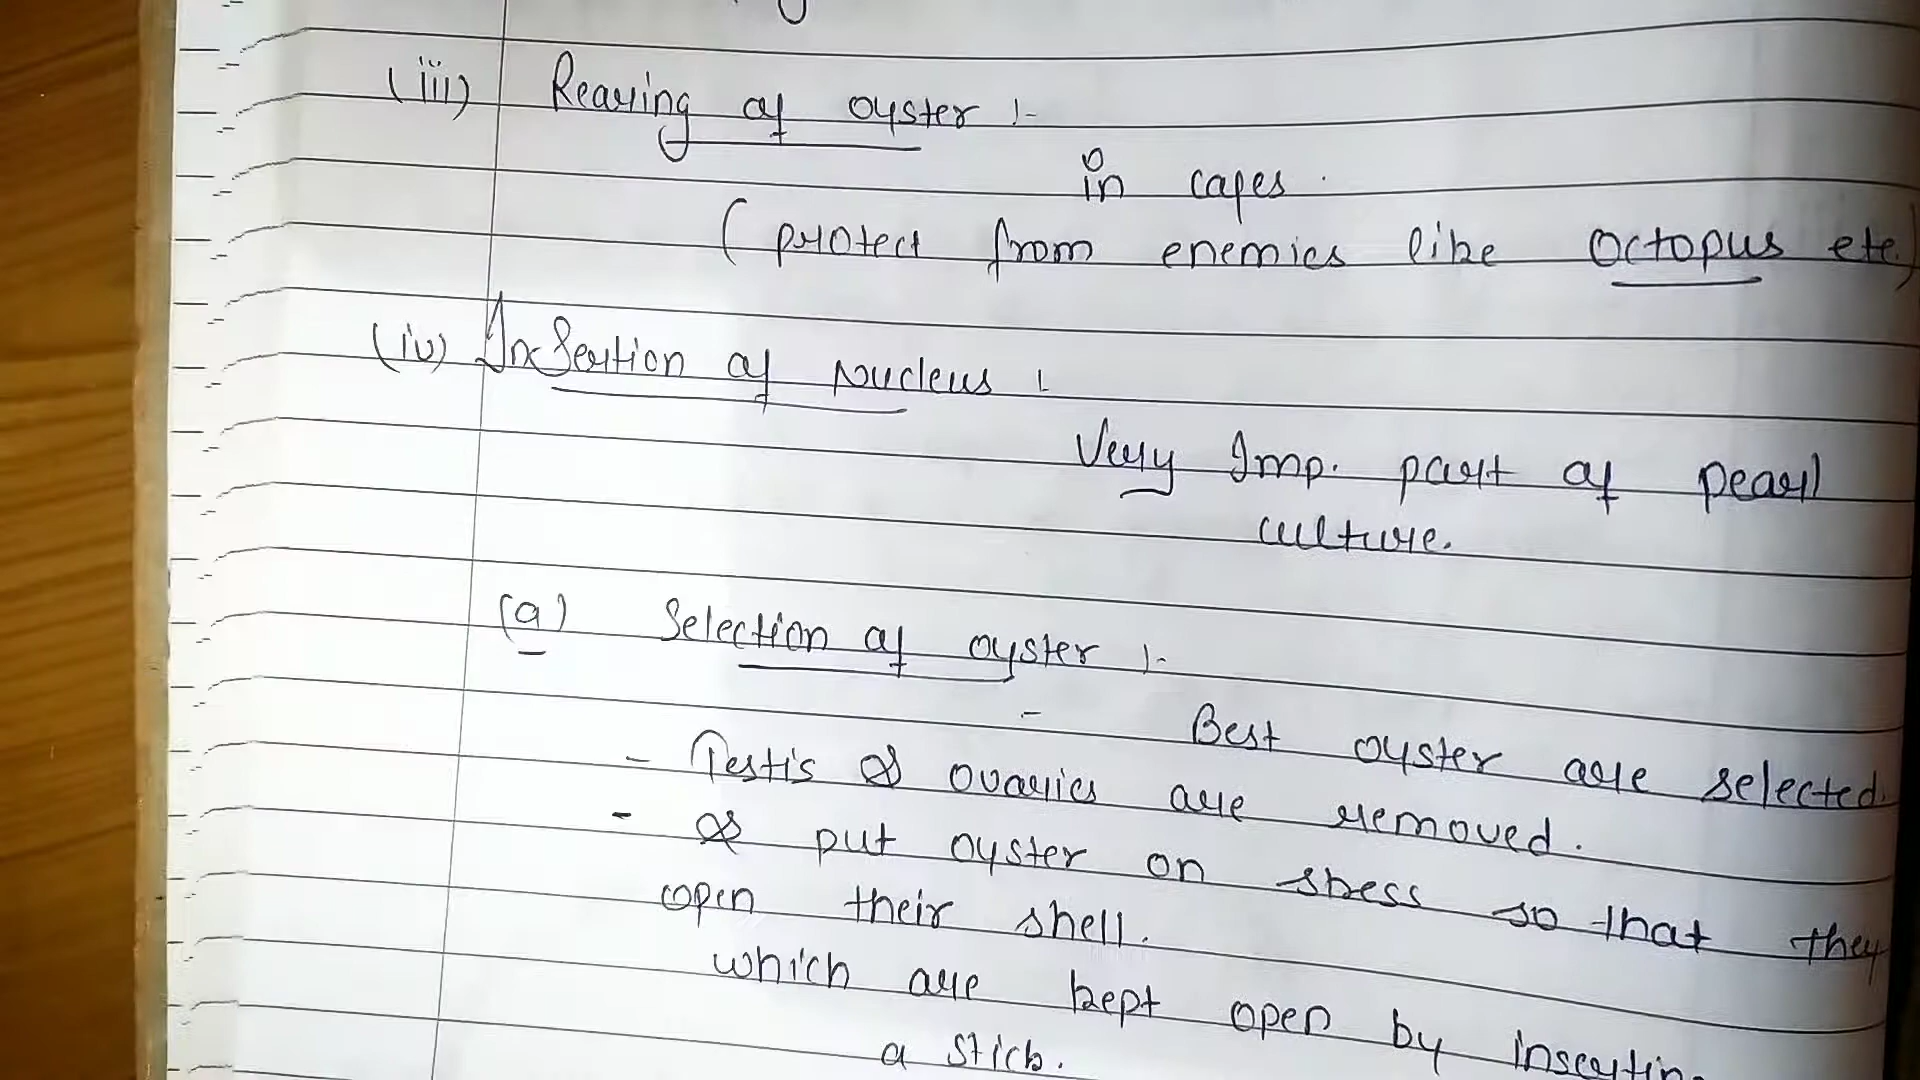 (iii) Rearing of oyster :-
in cages.
(protect from enemies like octopus etc.)
(iv) Insertion of Nucleus :
Very Imp. part of pearl
culture.
(a) Selection of oyster :-
- Best oyster are selected.
- Testis & ovaries are removed.
- & put oyster on stress so that they
open their shell.
which are kept open by inserting
a stick.